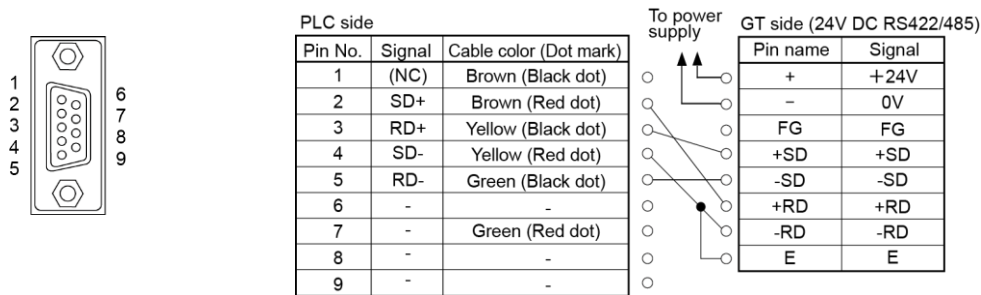 1
2
3
4
5
6
7
8
9
PLC side
Pin No. Signal Cable color (Dot mark)
1 (NC) Brown (Black dot)
2 SD+ Brown (Red dot)
3 RD+ Yellow (Black dot)
4 SD- Yellow (Red dot)
5 RD- Green (Black dot)
6 - -
7 - Green (Red dot)
8 - -
9 - -
To power
supply
GT side (24V DC RS422/485)
Pin name Signal
+ +24V
- 0V
FG FG
+SD +SD
-SD -SD
+RD +RD
-RD -RD
E E